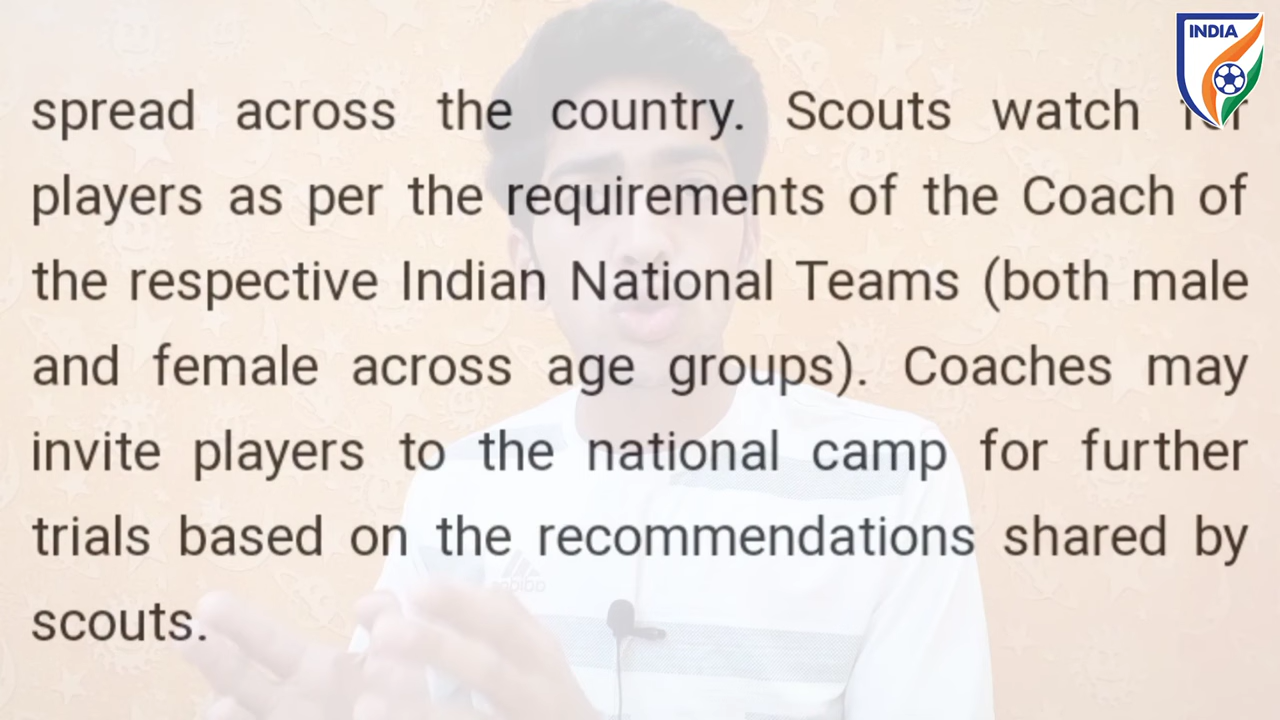 INDIA
spread across the country. Scouts watch for
players as per the requirements of the Coach of
the respective Indian National Teams (both male
and female across age groups). Coaches may
invite players to the national camp for further
trials based on the recommendations shared by
scouts.
adidas